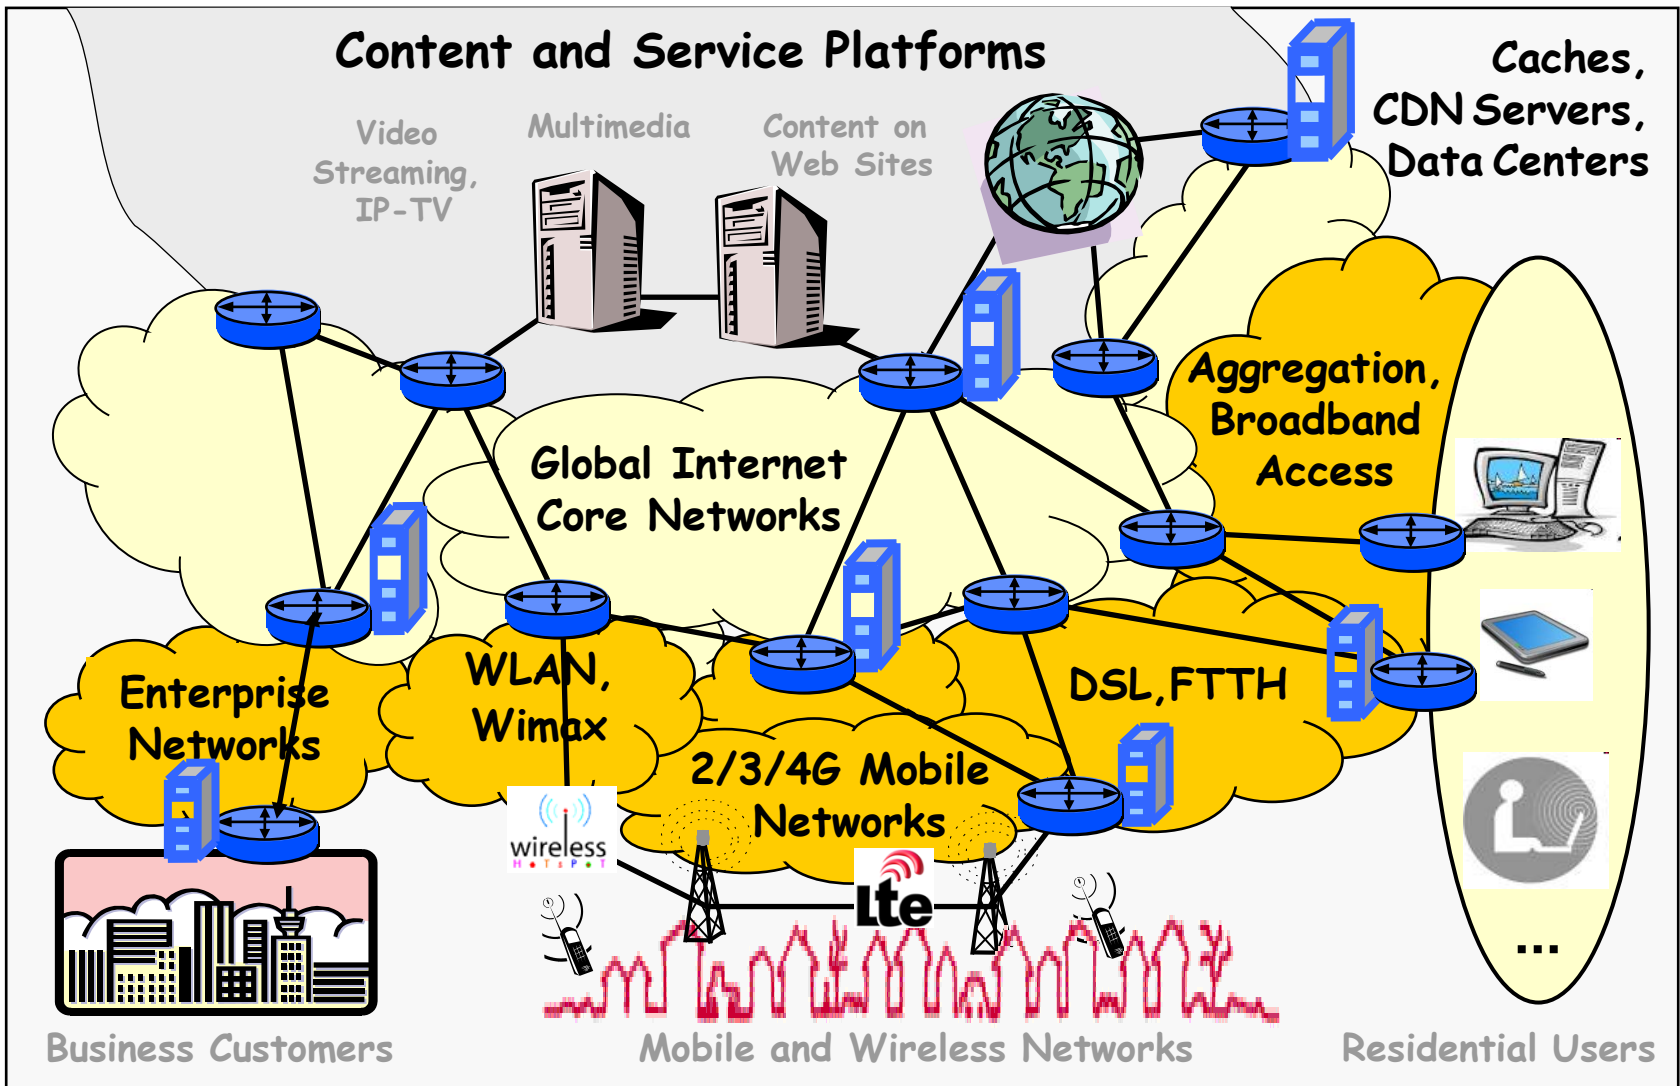 Content and Service Platforms
Caches,
CDN Servers,
Data Centers
Video
Streaming,
IP-TV
Multimedia
Content on
Web Sites
Aggregation,
Broadband
Access
Global Internet
Core Networks
Enterprise
Networks
WLAN,
Wimax
DSL,FTTH
2/3/4G Mobile
Networks
wireless
HOTSPOT
Lte
...
Business Customers
Mobile and Wireless Networks
Residential Users